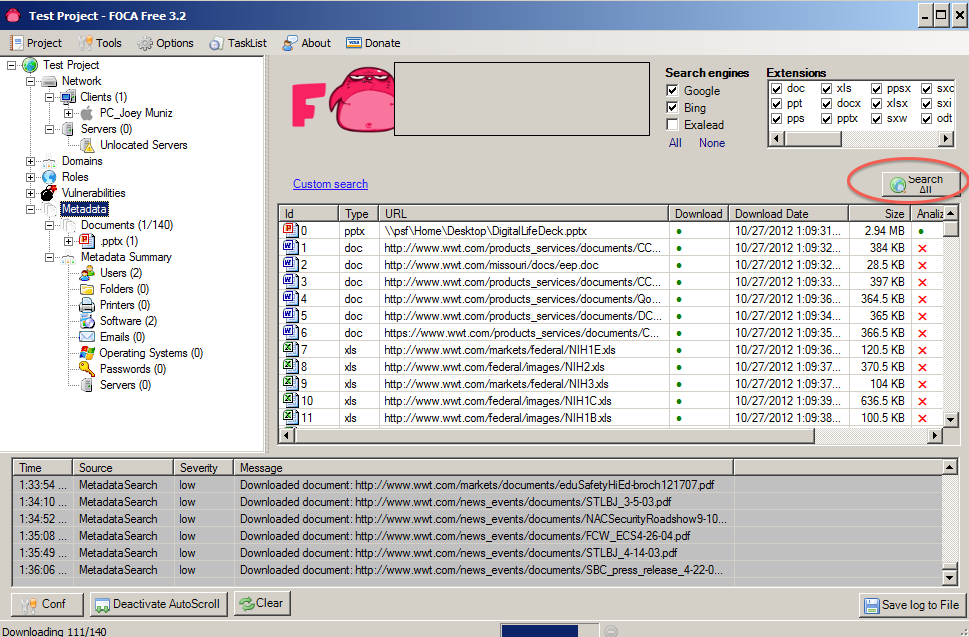 Test Project - FOCA Free 3.2
Project Tools Options TaskList About Donate
Test Project
Network
Clients (1)
PC_Joey Muniz
Servers (0)
Unlocated Servers
Domains
Roles
Vulnerabilities
Metadata
Documents (1/140)
.pptx (1)
Metadata Summary
Users (2)
Folders (0)
Printers (0)
Software (2)
Emails (0)
Operating Systems (0)
Passwords (0)
Servers (0)
F
Search engines
Google
Bing
Exalead
All None
Extensions
doc xls ppsx sxc
ppt docx xlsx sxi
pps pptx sxw odt
Custom search
Search
All
Id Type URL Download Download Date Size Analiz
0 pptx \\psf\Home\Desktop\DigitalLifeDeck.pptx 10/27/2012 1:09:31... 2.94 MB
1 doc http://www.wwt.com/products_services/documents/CC... 10/27/2012 1:09:32... 384 KB
2 doc http://www.wwt.com/missouri/docs/eep.doc 10/27/2012 1:09:32... 28.5 KB
3 doc http://www.wwt.com/products_services/documents/CC... 10/27/2012 1:09:33... 397 KB
4 doc http://www.wwt.com/products_services/documents/Qo... 10/27/2012 1:09:36... 364.5 KB
5 doc http://www.wwt.com/products_services/documents/DC... 10/27/2012 1:09:34... 365 KB
6 doc https://www.wwt.com/products_services/documents/C... 10/27/2012 1:09:35... 366.5 KB
7 xls http://www.wwt.com/markets/federal/NIH1E.xls 10/27/2012 1:09:36... 120.5 KB
8 xls http://www.wwt.com/federal/images/NIH2.xls 10/27/2012 1:09:37... 370.5 KB
9 xls http://www.wwt.com/markets/federal/NIH3.xls 10/27/2012 1:09:37... 104 KB
10 xls http://www.wwt.com/federal/images/NIH1C.xls 10/27/2012 1:09:39... 636.5 KB
11 xls http://www.wwt.com/federal/images/NIH1B.xls 10/27/2012 1:09:38... 100.5 KB
Time Source Severity Message
1:33:54 ... MetadataSearch low Downloaded document: http://www.wwt.com/markets/documents/eduSafetyHiEd-broch121707.pdf
1:34:10 ... MetadataSearch low Downloaded document: http://www.wwt.com/news_events/documents/STLBJ_3-5-03.pdf
1:34:52 ... MetadataSearch low Downloaded document: http://www.wwt.com/news_events/documents/NACSecurityRoadshow9-10...
1:35:08 ... MetadataSearch low Downloaded document: http://www.wwt.com/news_events/documents/FCW_ECS4-26-04.pdf
1:35:49 ... MetadataSearch low Downloaded document: http://www.wwt.com/news_events/documents/STLBJ_4-14-03.pdf
1:36:06 ... MetadataSearch low Downloaded document: http://www.wwt.com/news_events/documents/SBC_press_release_4-22-0...
Conf Deactivate AutoScroll Clear Save log to File
Downloading 111/140